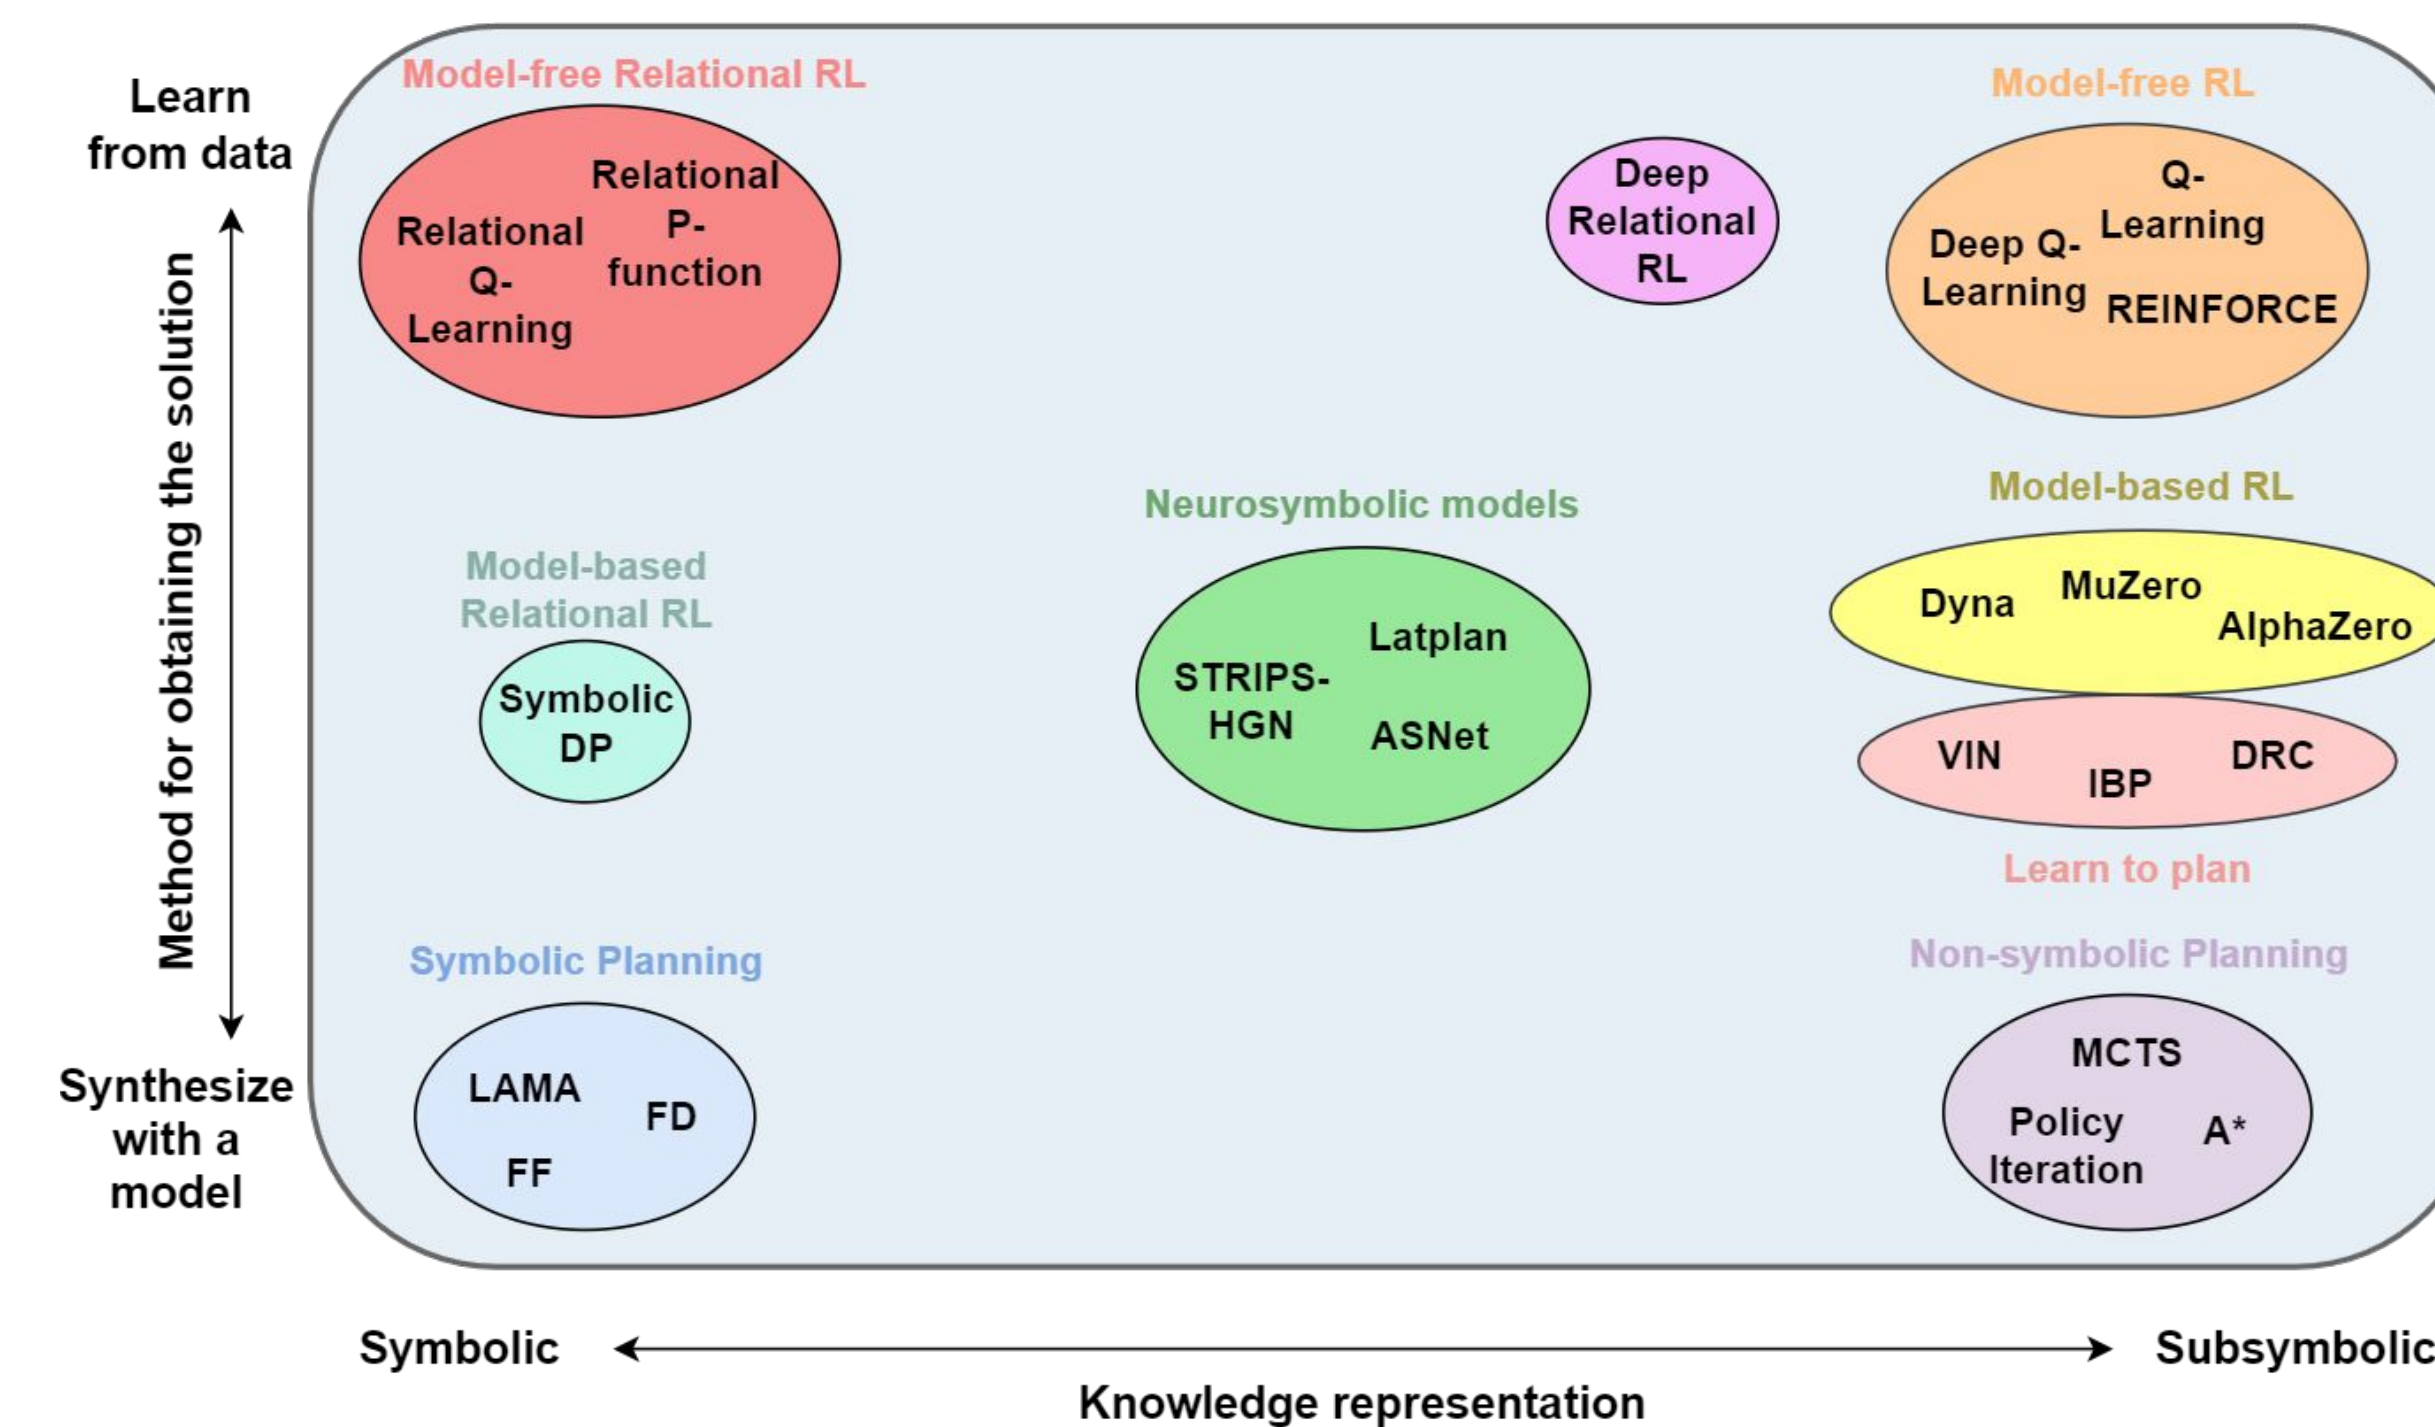 Learn
from data
Method for obtaining the solution
Synthesize
with a
model
Model-free Relational RL
Relational
Q-
Learning
Relational
P-
function
Deep
Relational
RL
Model-free RL
Q-
Learning
Deep Q-
Learning
REINFORCE
Model-based
Relational RL
Symbolic
DP
Neurosymbolic models
Latplan
STRIPS-
HGN
ASNet
Model-based RL
Dyna
MuZero
AlphaZero
VIN
IBP
DRC
Learn to plan
Symbolic Planning
LAMA
FD
FF
Non-symbolic Planning
MCTS
Policy
Iteration
A*
Symbolic
Subsymbolic
Knowledge representation